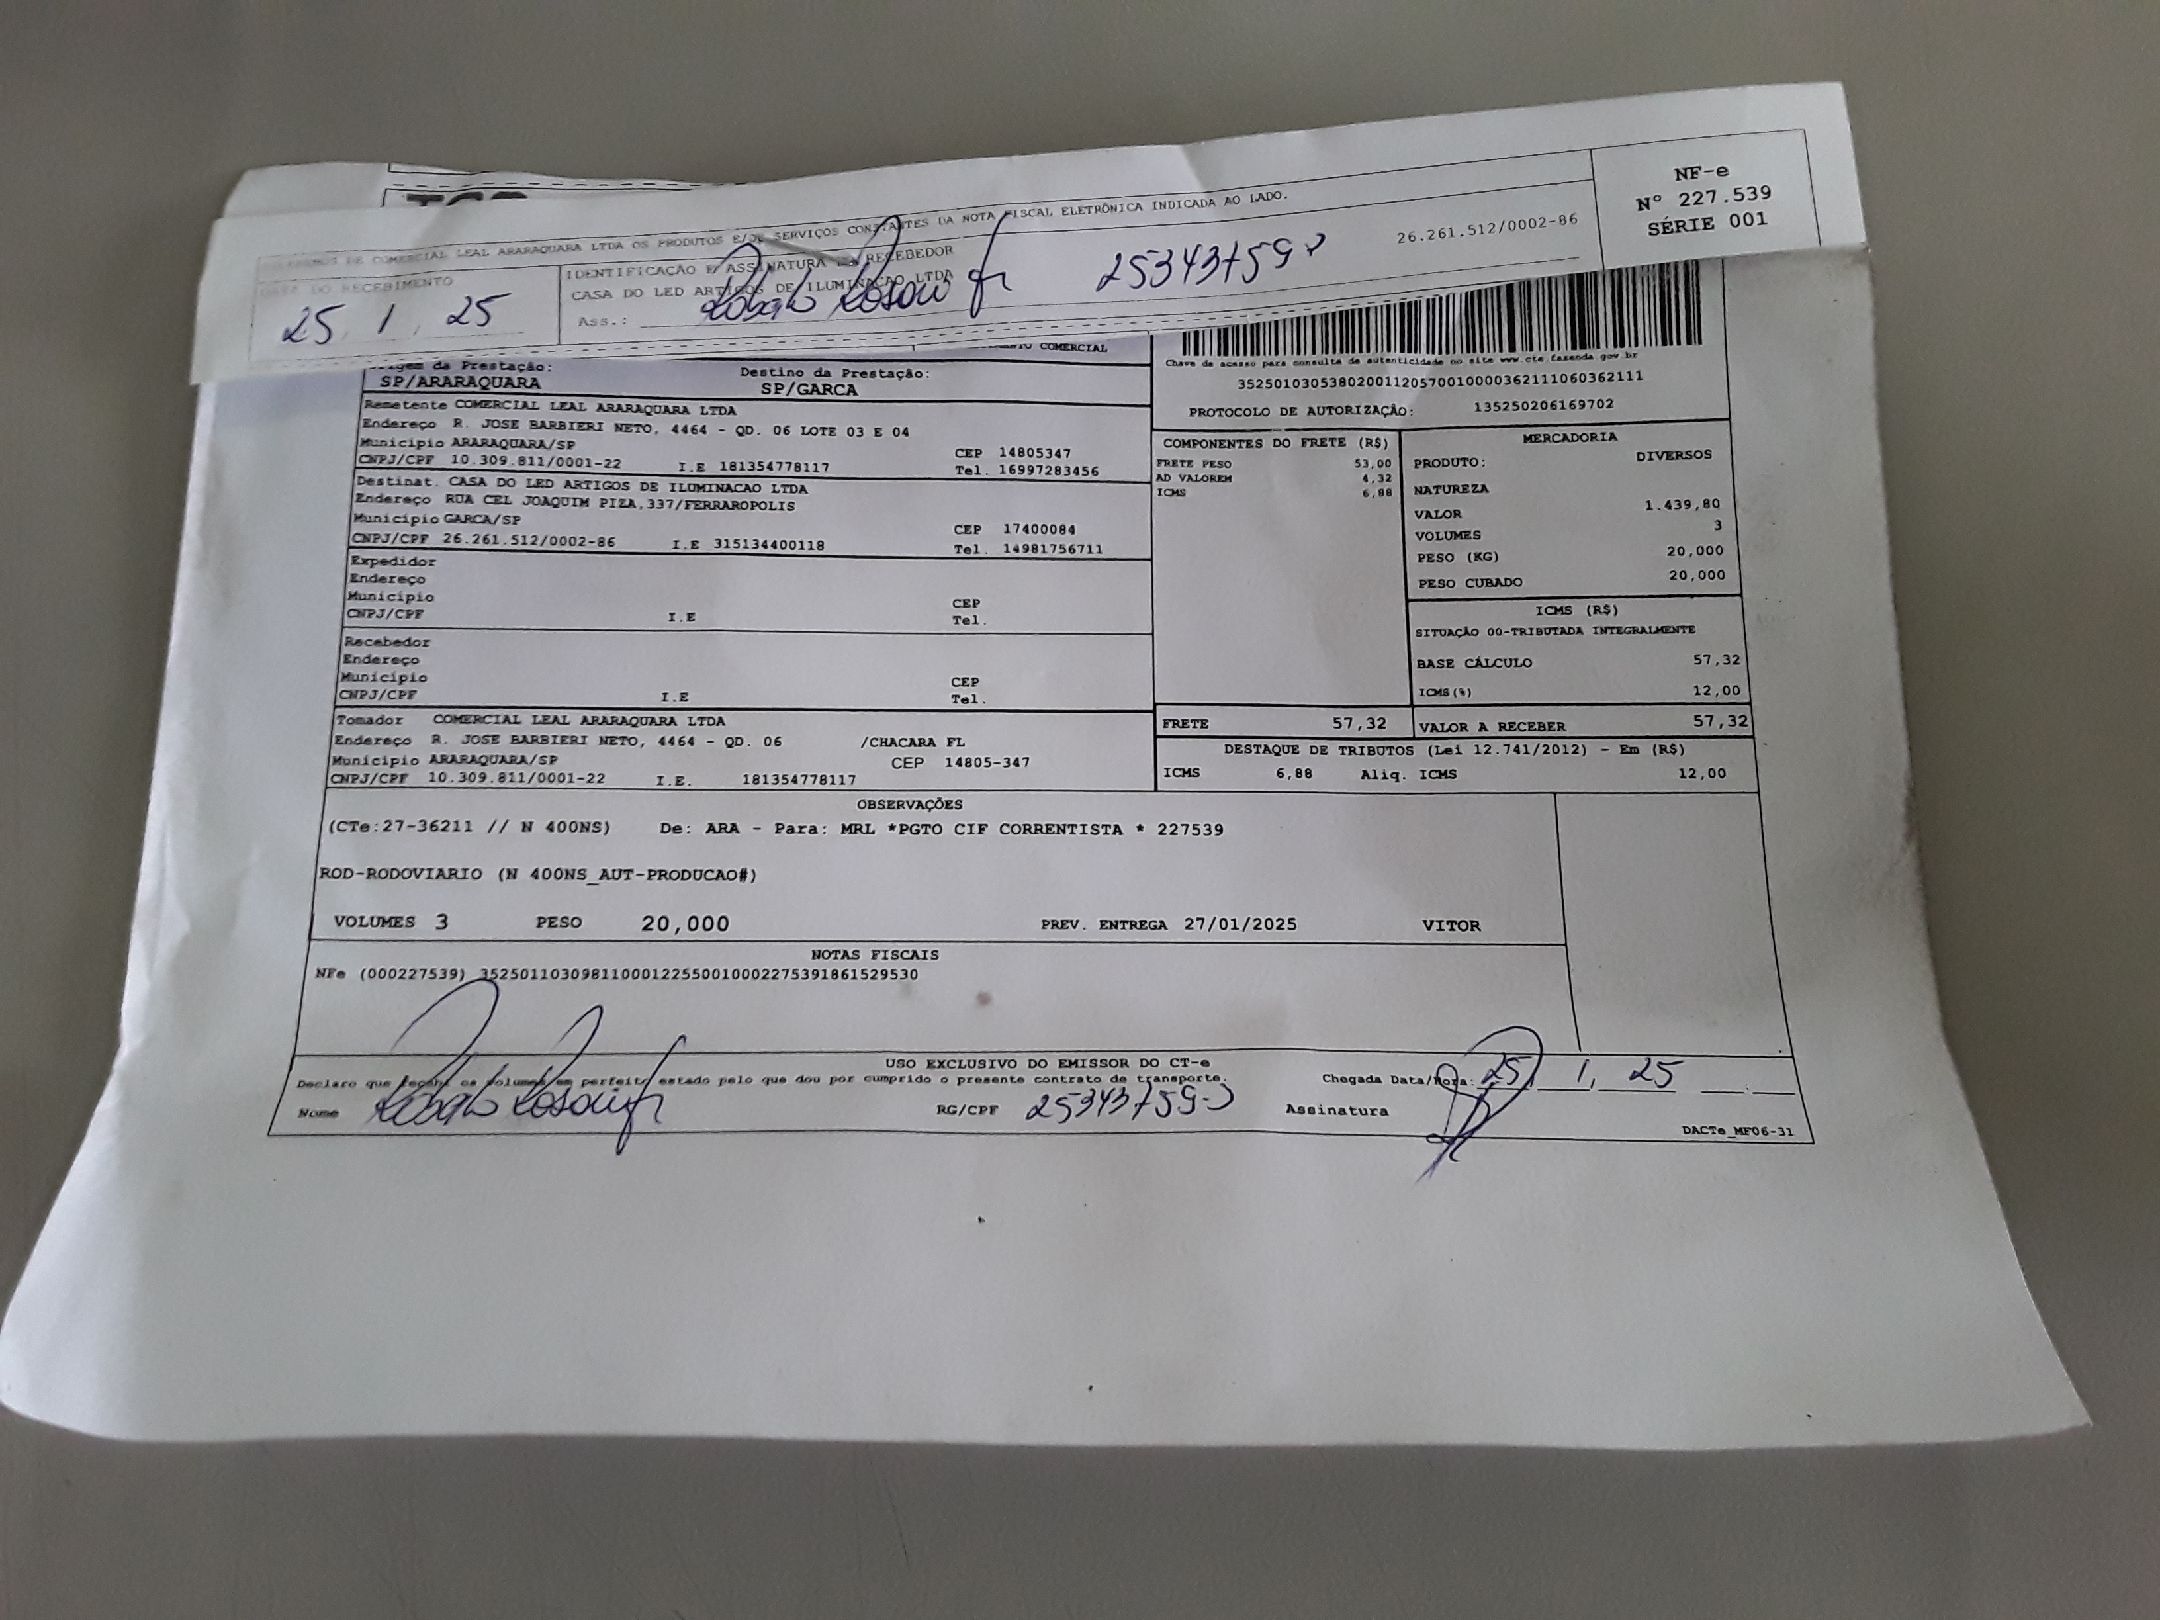 DE COMERCIAL LEAL ARARAQUARA LTDA OS PRODUTOS E/OU SERVIÇOS CONSTANTES DA NOTA FISCAL ELETRÔNICA INDICADA AO LADO.
NF-e
Nº 227.539
SÉRIE 001
DATA DO RECEBIMENTO
25 1 25
IDENTIFICAÇÃO E ASSINATURA DO RECEBEDOR
CASA DO LED ARTIGOS DE ILUMINACAO LTDA
26.261.512/0002-86
Ass.:
COMERCIAL
Chave de acesso para consulta de autenticidade no site www.cte.fazenda.gov.br
35250103053802001120570010000362111060362111
PROTOCOLO DE AUTORIZAÇÃO: 135250206169702
Origem da Prestação:
SP/ARARAQUARA
Destino da Prestação:
SP/GARCA
Remetente COMERCIAL LEAL ARARAQUARA LTDA
Endereço R. JOSE BARBIERI NETO, 4464 - QD. 06 LOTE 03 E 04
Município ARARAQUARA/SP CEP 14805347
CNPJ/CPF 10.309.811/0001-22 I.E 181354778117 Tel. 16997283456
Destinat. CASA DO LED ARTIGOS DE ILUMINACAO LTDA
Endereço RUA CEL JOAQUIM PIZA,337/FERRAROPOLIS
Município GARCA/SP CEP 17400084
CNPJ/CPF 26.261.512/0002-86 I.E 315134400118 Tel. 14981756711
Expedidor
Endereço
Município CEP
CNPJ/CPF I.E Tel.
Recebedor
Endereço
Município CEP
CNPJ/CPF I.E Tel.
Tomador COMERCIAL LEAL ARARAQUARA LTDA
Endereço R. JOSE BARBIERI NETO, 4464 - QD. 06 /CHACARA FL
Município ARARAQUARA/SP CEP 14805-347
CNPJ/CPF 10.309.811/0001-22 I.E. 181354778117
COMPONENTES DO FRETE (R$)
FRETE PESO 53,00
AD VALOREM 4,32
ICMS 6,88
MERCADORIA
PRODUTO: DIVERSOS
NATUREZA
VALOR 1.439,80
VOLUMES 3
PESO (KG) 20,000
PESO CUBADO 20,000
ICMS (R$)
SITUAÇÃO 00-TRIBUTADA INTEGRALMENTE
BASE CÁLCULO 57,32
ICMS(%) 12,00
FRETE 57,32
VALOR A RECEBER 57,32
DESTAQUE DE TRIBUTOS (Lei 12.741/2012) - Em (R$)
ICMS 6,88 Aliq. ICMS 12,00
OBSERVAÇÕES
(CTe:27-36211 // N 400NS) De: ARA - Para: MRL *PGTO CIF CORRENTISTA * 227539
ROD-RODOVIARIO (N 400NS_AUT-PRODUCAO#)
VOLUMES 3 PESO 20,000 PREV. ENTREGA 27/01/2025 VITOR
NOTAS FISCAIS
NFe (000227539) 35250110309811000122550010002275391861529530
USO EXCLUSIVO DO EMISSOR DO CT-e
Declaro que recebi os volumes em perfeito estado pelo que dou por cumprido o presente contrato de transporte.
Chegada Data/Hora: 25 1, 25
Nome
RG/CPF
Assinatura
DACTe_MF06-31